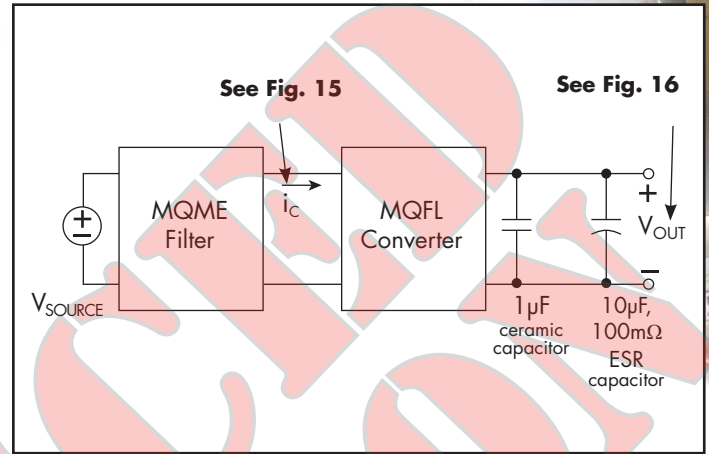 See Fig. 15
See Fig. 16
MQME
Filter
i_C
MQFL
Converter
+
V_OUT
−
+
−
V_SOURCE
1µF
ceramic
capacitor
10µF,
100mΩ
ESR
capacitor